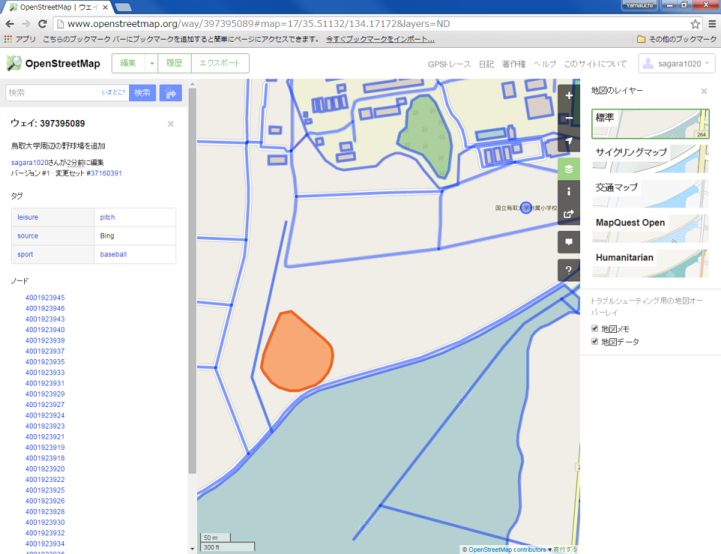 OpenStreetMap | ウェイ
Yamauchi
www.openstreetmap.org/way/397395089#map=17/35.51132/134.17172&layers=ND
アプリ こちらのブックマーク バーにブックマークを追加すると簡単にページにアクセスできます。 今すぐブックマークをインポート...
その他のブックマーク
OpenStreetMap
編集
履歴
エクスポート
GPSトレース 日記 著作権 ヘルプ このサイトについて
sagara1020
検索
いまどこ?
検索
ウェイ: 397395089
鳥取大学周辺の野球場を追加
sagara1020さんが2分前に編集
バージョン #1 · 変更セット #37160391
タグ
leisure pitch
source Bing
sport baseball
ノード
4001923945
4001923946
4001923943
4001923940
4001923939
4001923937
4001923935
4001923933
4001923931
4001923929
4001923927
4001923924
4001923923
4001923921
4001923919
4001923918
4001923920
4001923922
4001923925
4001923926
4001923928
4001923930
4001923932
4001923934
国立鳥取大学附属小学校
50 m
300 ft
© OpenStreetMap contributors ♥ 寄付する
地図のレイヤー
標準
264
サイクリングマップ
交通マップ
MapQuest Open
Humanitarian
トラブルシューティング用の地図オーバーレイ
地図メモ
地図データ